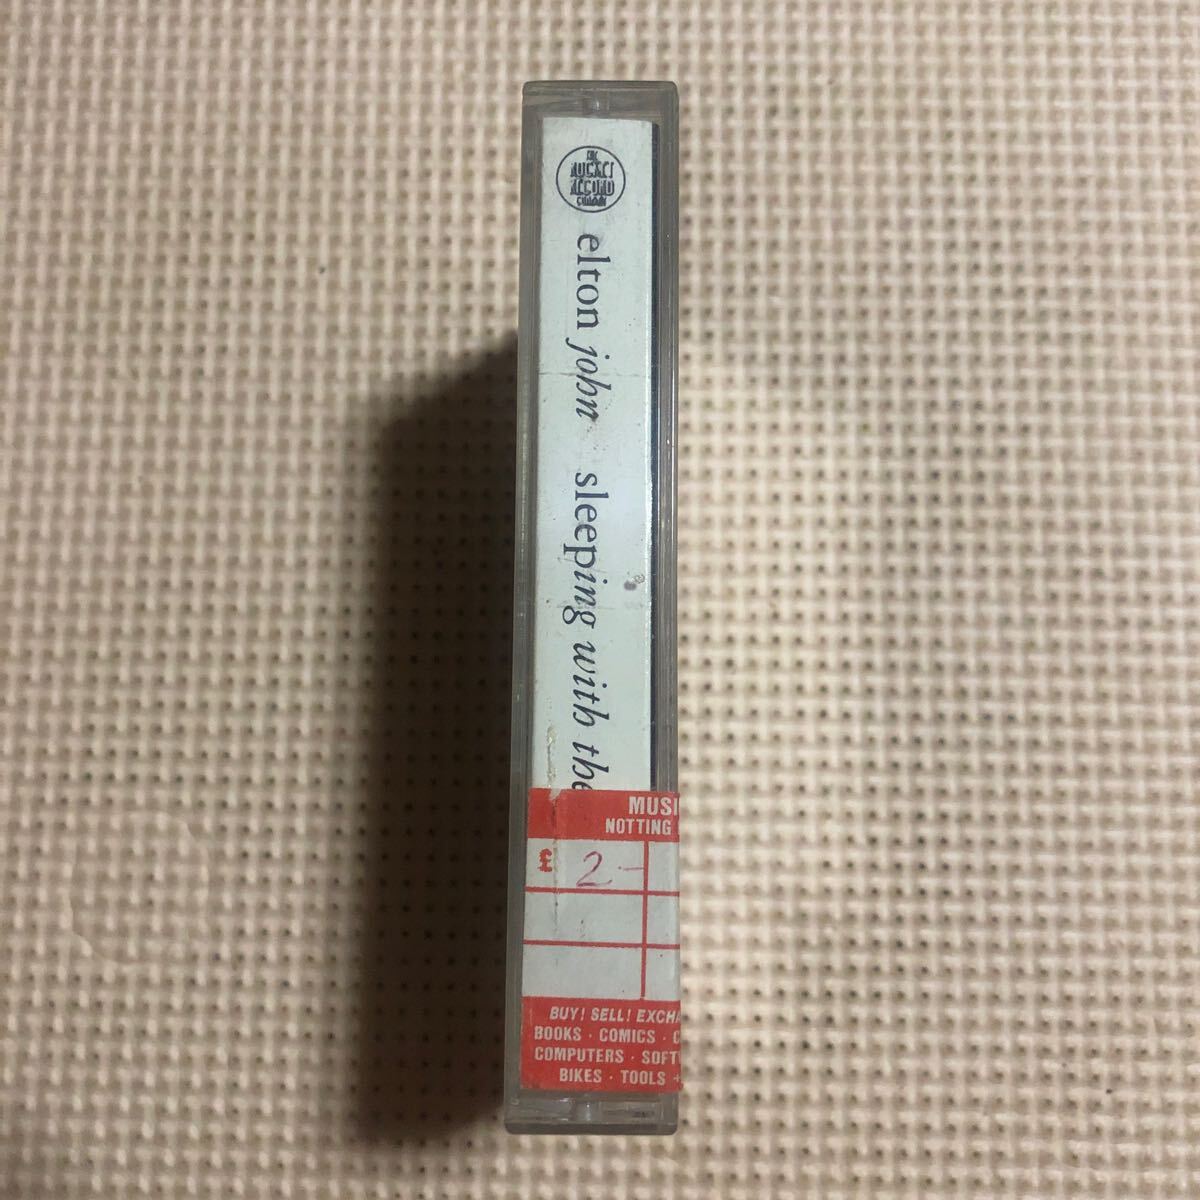 THE
ROCKET
RECORD
COMPANY
elton john sleeping with the
MUSI
NOTTING
£ 2-
BUY! SELL! EXCHA
BOOKS · COMICS · C
COMPUTERS · SOFT
BIKES · TOOLS +